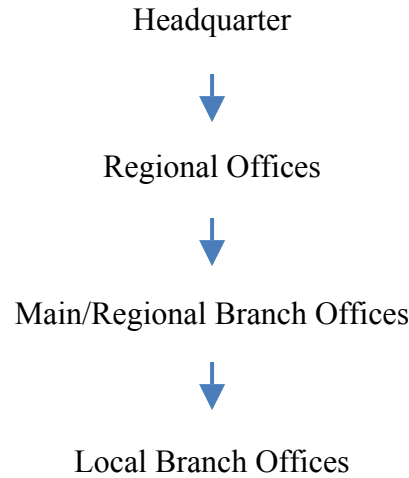 Headquarter
Regional Offices
Main/Regional Branch Offices
Local Branch Offices